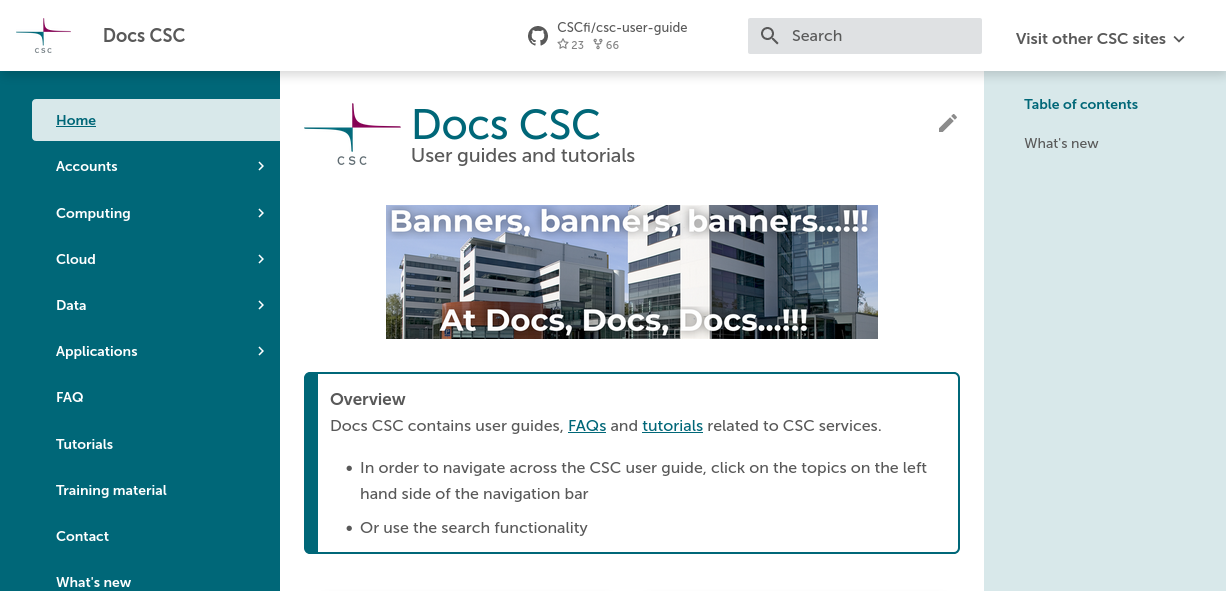 CSC
Docs CSC
CSCfi/csc-user-guide
23 66
Search
Visit other CSC sites
Home
Accounts
Computing
Cloud
Data
Applications
FAQ
Tutorials
Training material
Contact
What's new
CSC
Docs CSC
User guides and tutorials
Banners, banners, banners...!!!
At Docs, Docs, Docs...!!!
Overview
Docs CSC contains user guides, FAQs and tutorials related to CSC services.
• In order to navigate across the CSC user guide, click on the topics on the left
hand side of the navigation bar
• Or use the search functionality
Table of contents
What's new